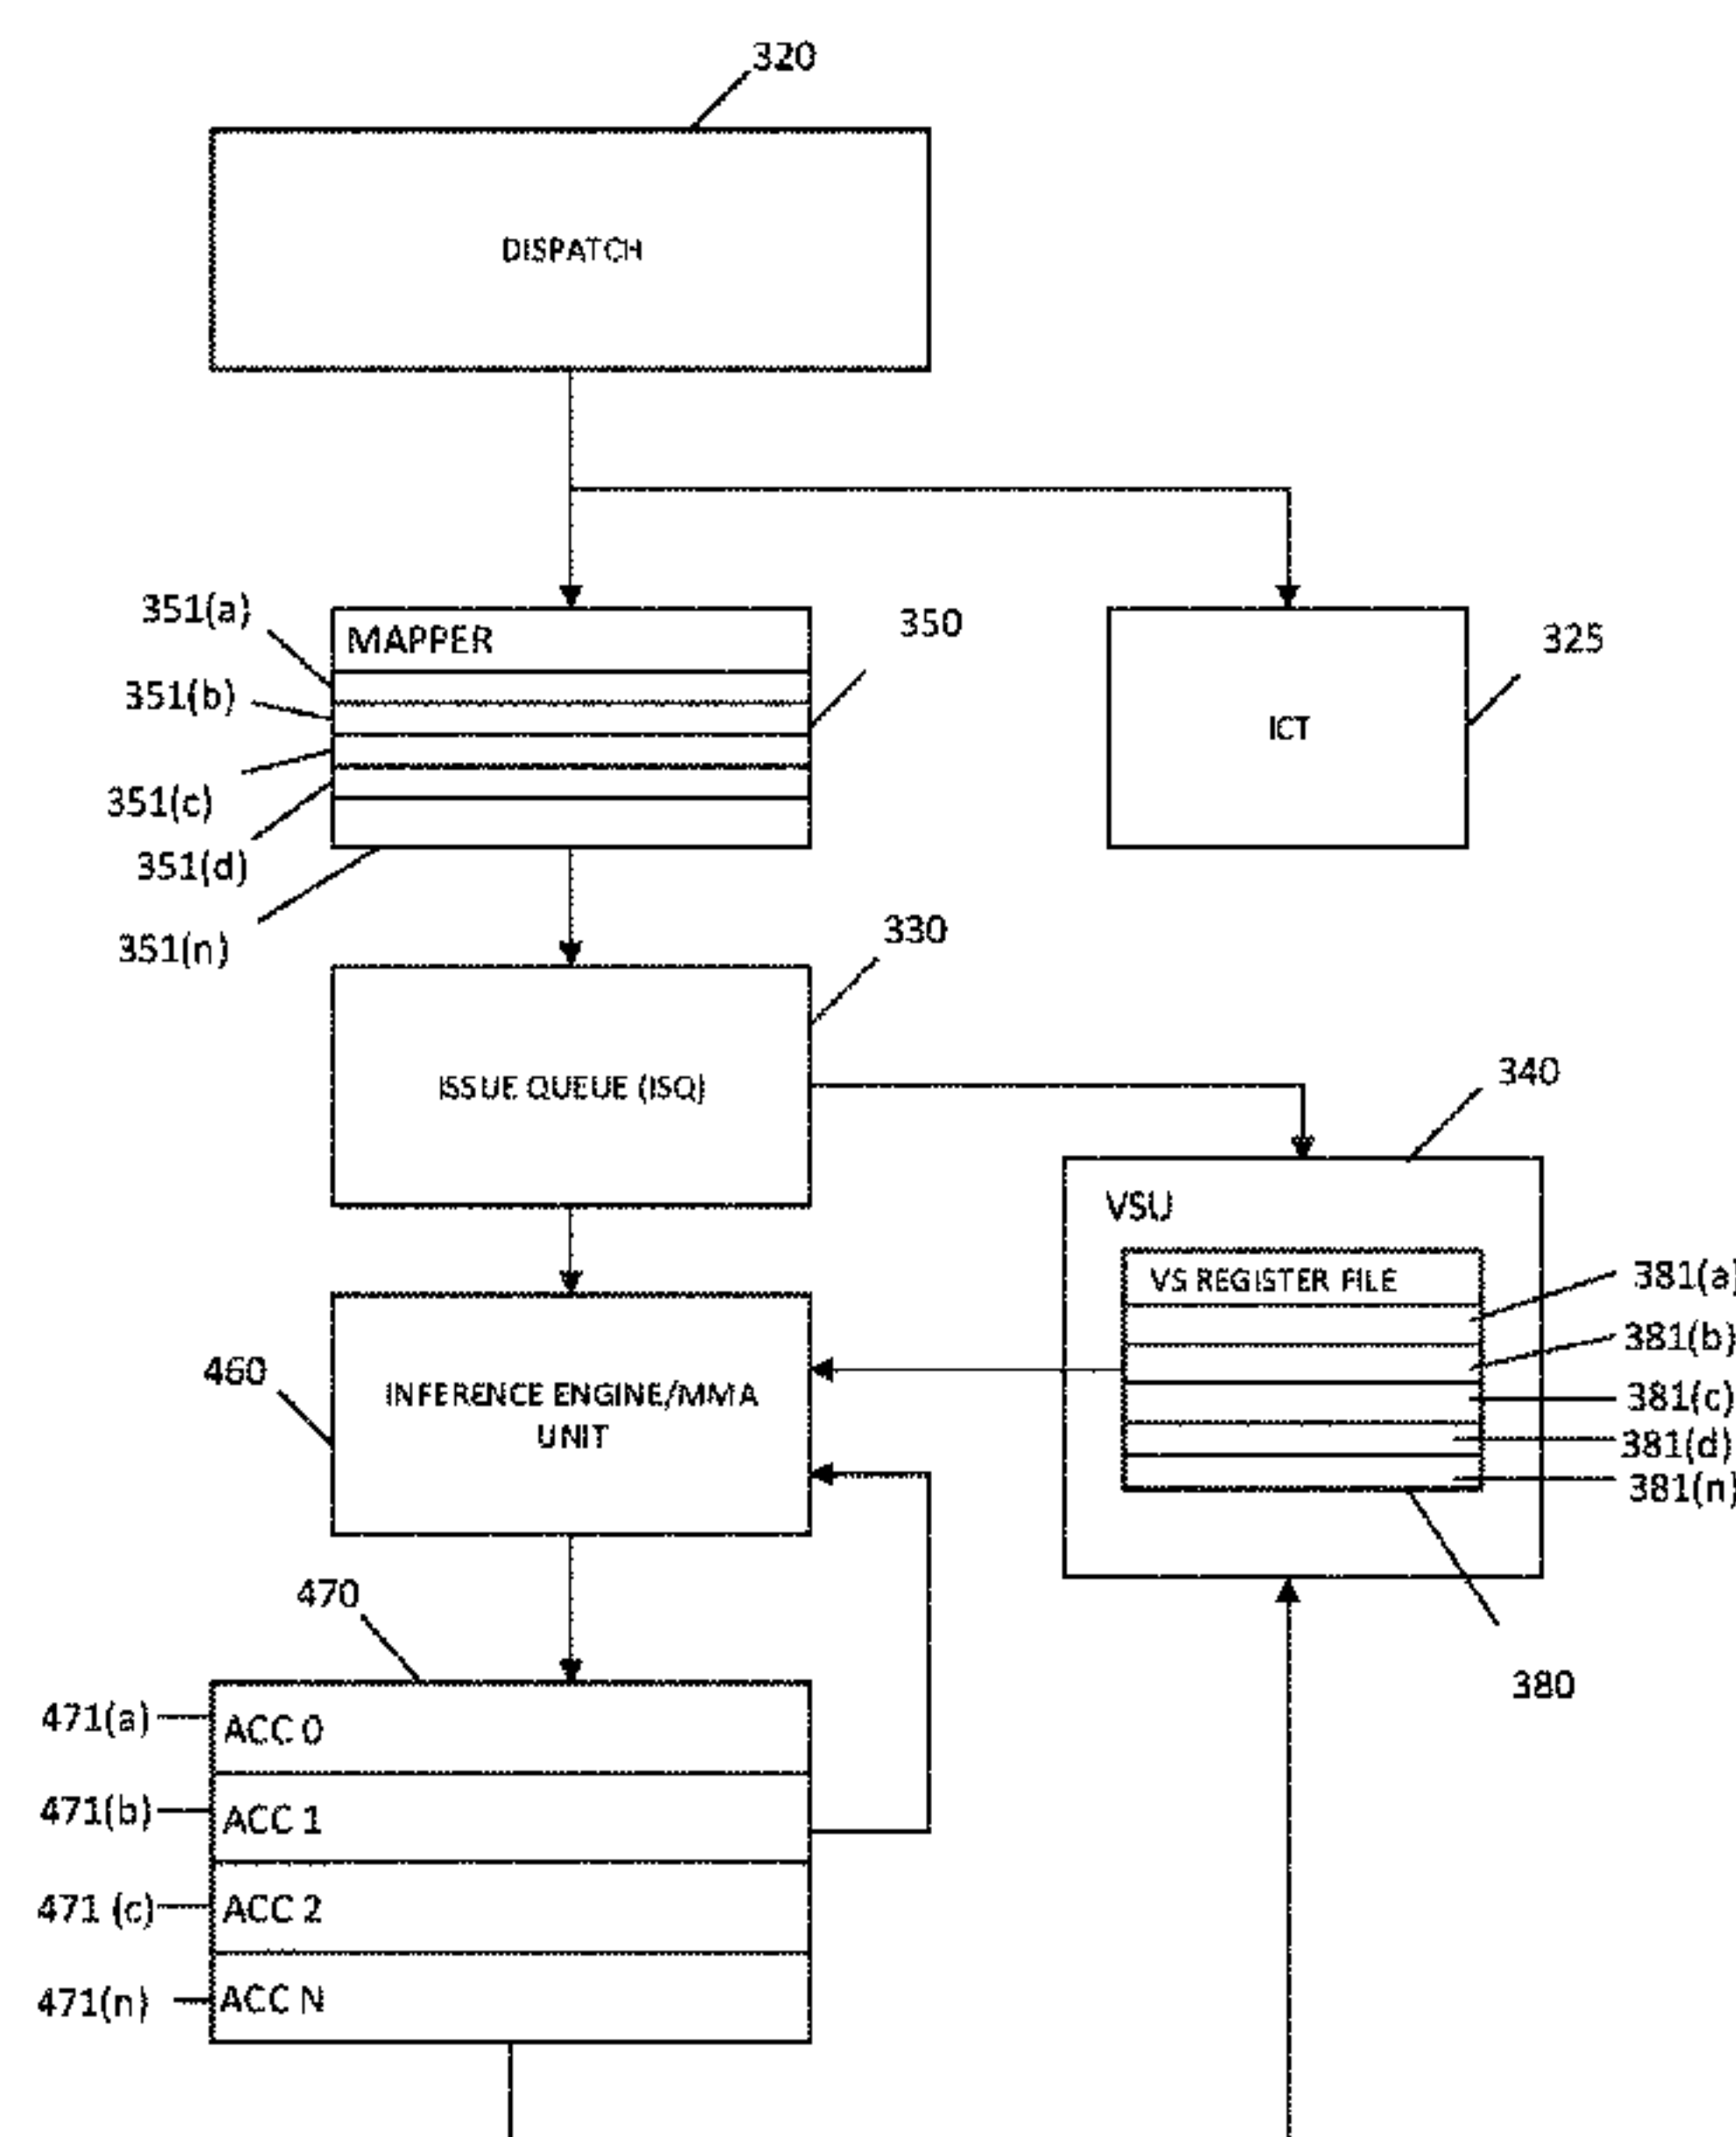 320
DISPATCH
351(a)
MAPPER
350
325
351(b)
ICT
351(c)
351(d)
351(n)
330
ISSUE QUEUE (ISQ)
340
VSU
VS REGISTER FILE
381(a)
381(b)
460
INFERENCE ENGINE/MMA
UNIT
381(c)
381(d)
381(n)
470
380
471(a)
ACC 0
471(b)
ACC 1
471 (c)
ACC 2
471(n)
ACC N